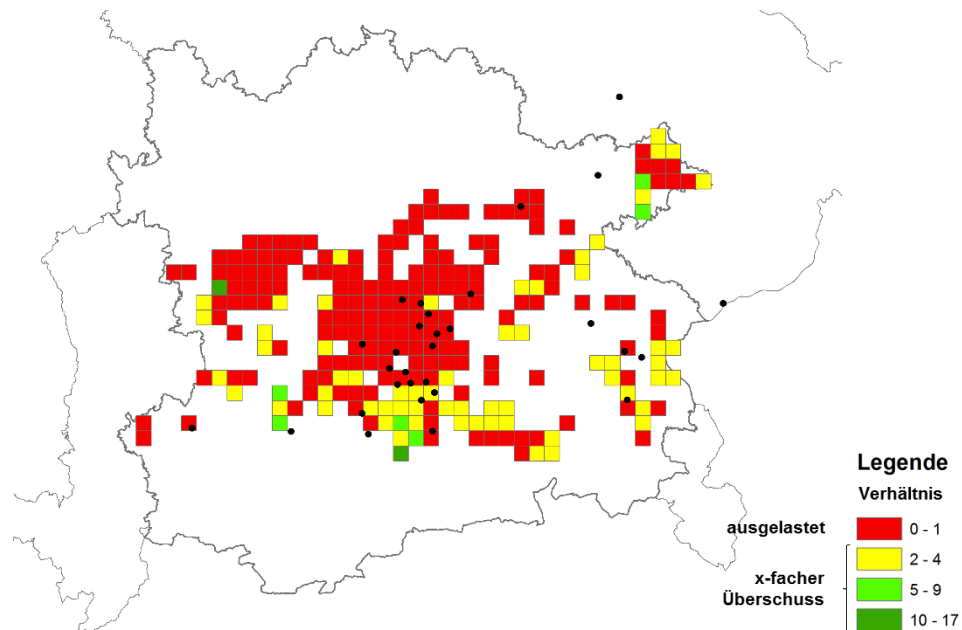 Legende
Verhältnis
ausgelastet
0 - 1
2 - 4
x-facher
Überschuss
5 - 9
10 - 17